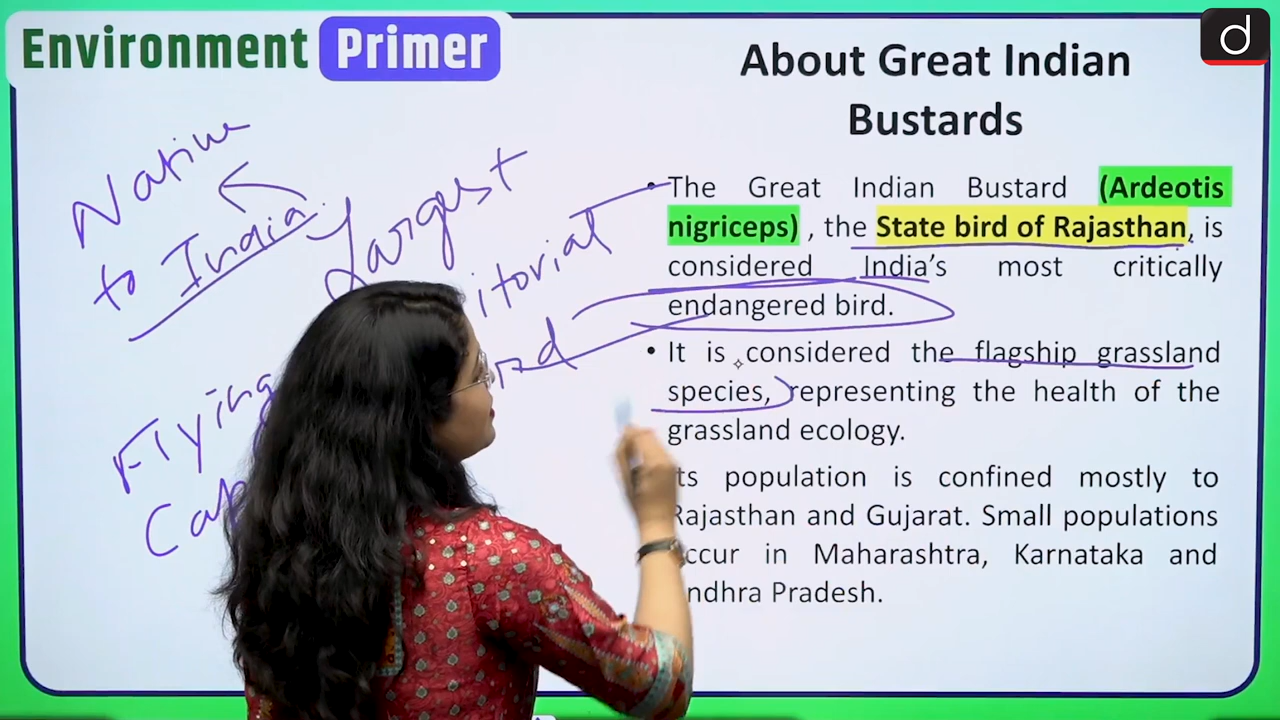 Environment Primer
d
About Great Indian
Bustards
• The Great Indian Bustard (Ardeotis
nigriceps) , the State bird of Rajasthan, is
considered India's most critically
endangered bird.
• It is considered the flagship grassland
species, representing the health of the
grassland ecology.
population is confined mostly to
Rajasthan and Gujarat. Small populations
in Maharashtra, Karnataka and
Pradesh.
Native
to India
Largest
Flying